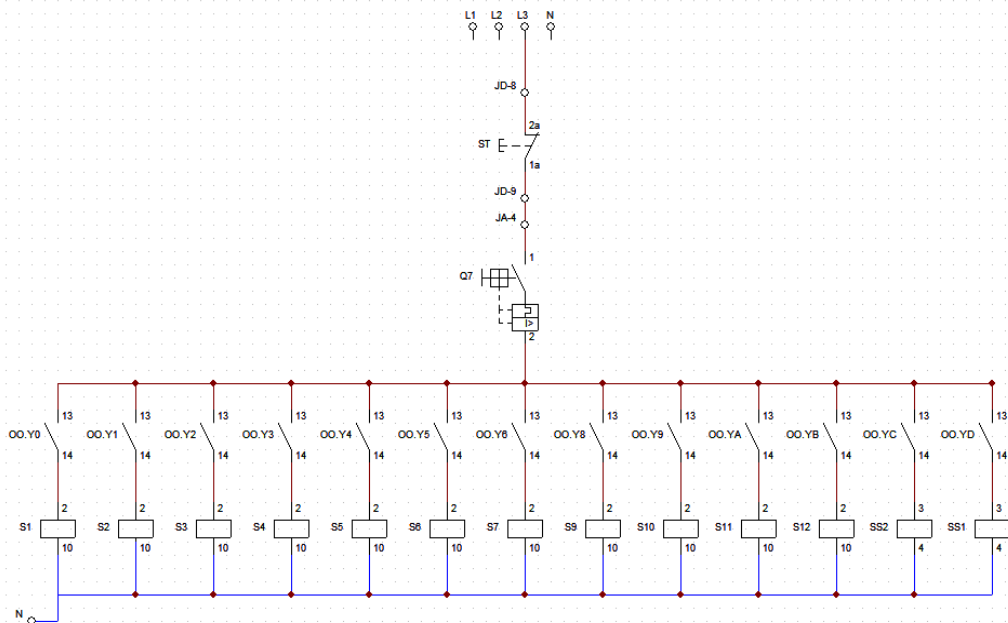 L1 L2 L3 N
JD-8
2a
ST
1a
JD-9
JA-4
1
Q7
I>
2
13 13 13 13 13 13 13 13 13 13 13 13 13
OO.Y0 OO.Y1 OO.Y2 OO.Y3 OO.Y4 OO.Y5 OO.Y6 OO.Y8 OO.Y9 OO.YA OO.YB OO.YC OO.YD
14 14 14 14 14 14 14 14 14 14 14 14 14
2 2 2 2 2 2 2 2 2 2 2 3 3
S1 S2 S3 S4 S5 S6 S7 S9 S10 S11 S12 SS2 SS1
10 10 10 10 10 10 10 10 10 10 10 4 4
N